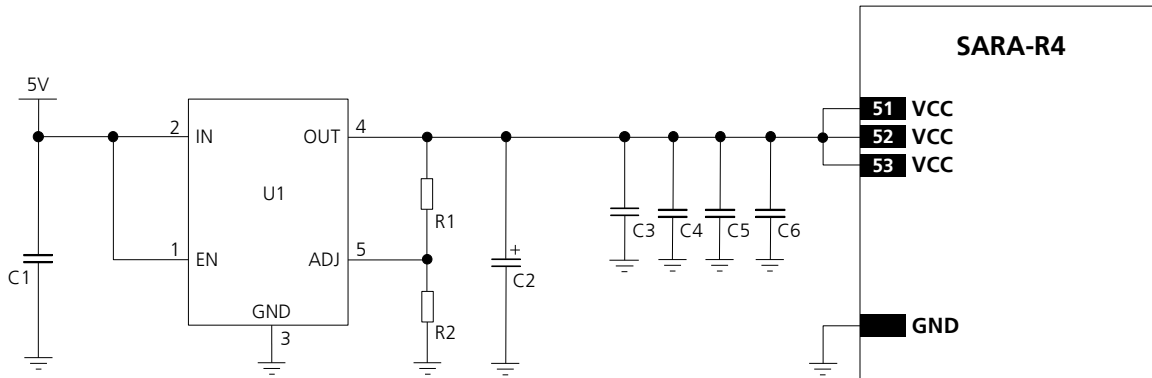 SARA-R4
5V
51 VCC
2 IN
OUT 4
52 VCC
53 VCC
U1
R1
C3
C4
C5
C6
1 EN
ADJ 5
+
C1
C2
GND
GND
3
R2